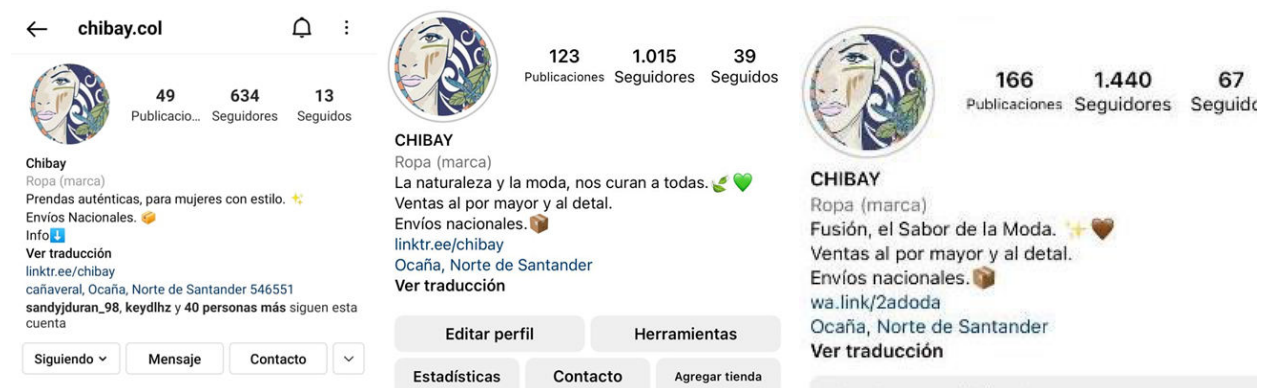 chibay.col
49 634 13
Publicacio... Seguidores Seguidos
Chibay
Ropa (marca)
Prendas auténticas, para mujeres con estilo. ✨
Envíos Nacionales. 📦
Info⬇️
Ver traducción
linktr.ee/chibay
cañaveral, Ocaña, Norte de Santander 546551
sandyjduran_98, keydlhz y 40 personas más siguen esta
cuenta
Siguiendo Mensaje Contacto
123 1.015 39
Publicaciones Seguidores Seguidos
CHIBAY
Ropa (marca)
La naturaleza y la moda, nos curan a todas.🌿💚
Ventas al por mayor y al detal.
Envíos nacionales.📦
linktr.ee/chibay
Ocaña, Norte de Santander
Ver traducción
Editar perfil Herramientas
Estadísticas Contacto Agregar tienda
166 1.440 67
Publicaciones Seguidores Seguidc
CHIBAY
Ropa (marca)
Fusión, el Sabor de la Moda. ✨🤎
Ventas al por mayor y al detal.
Envíos nacionales.📦
wa.link/2adoda
Ocaña, Norte de Santander
Ver traducción